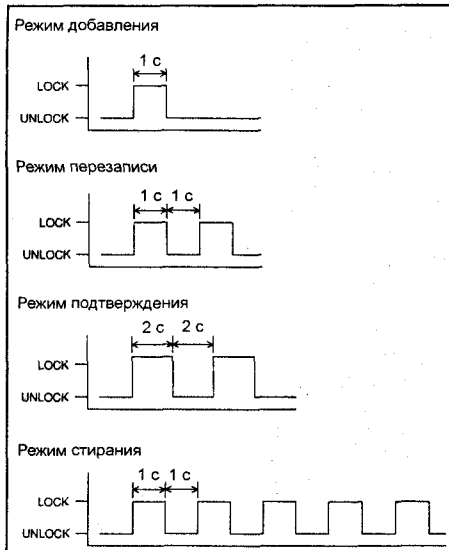 Режим добавления
1 с
LOCK
UNLOCK
Режим перезаписи
1 с 1 с
LOCK
UNLOCK
Режим подтверждения
2 с 2 с
LOCK
UNLOCK
Режим стирания
1 с 1 с
LOCK
UNLOCK